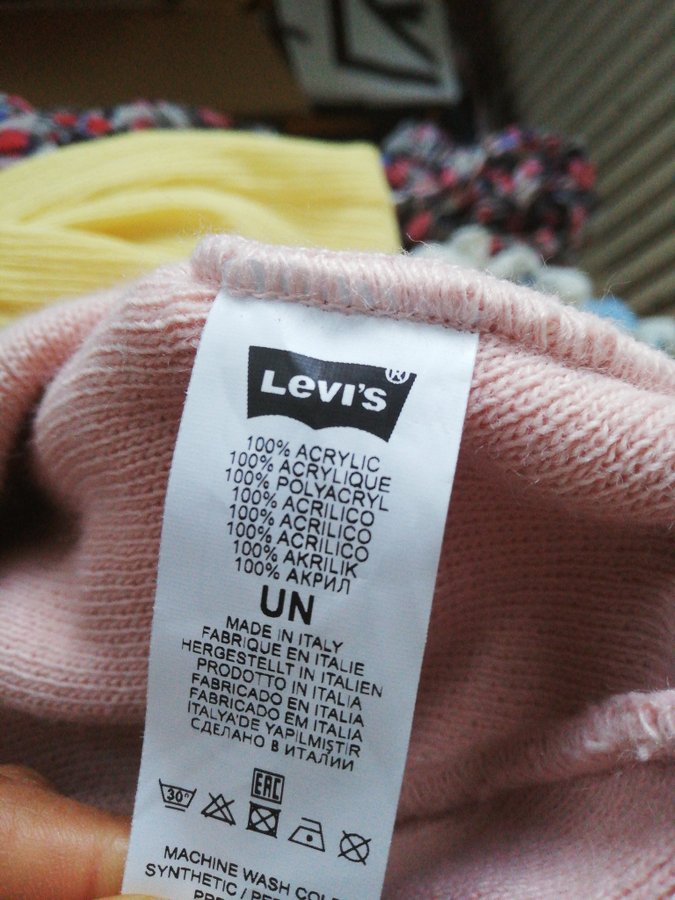 Levi's®
100% ACRYLIC
100% ACRYLIQUE
100% POLYACRYL
100% ACRILICO
100% ACRILICO
100% ACRILICO
100% AKRILIK
100% АКРИЛ
UN
MADE IN ITALY
FABRIQUE EN ITALIE
HERGESTELLT IN ITALIEN
PRODOTTO IN ITALIA
FABRICADO EN ITALIA
FABRICADO EM ITALIA
ITALYA'DE YAPILMIŞTIR
СДЕЛАНО В ИТАЛИИ
EAC
30°
MACHINE WASH
SYNTHETIC /